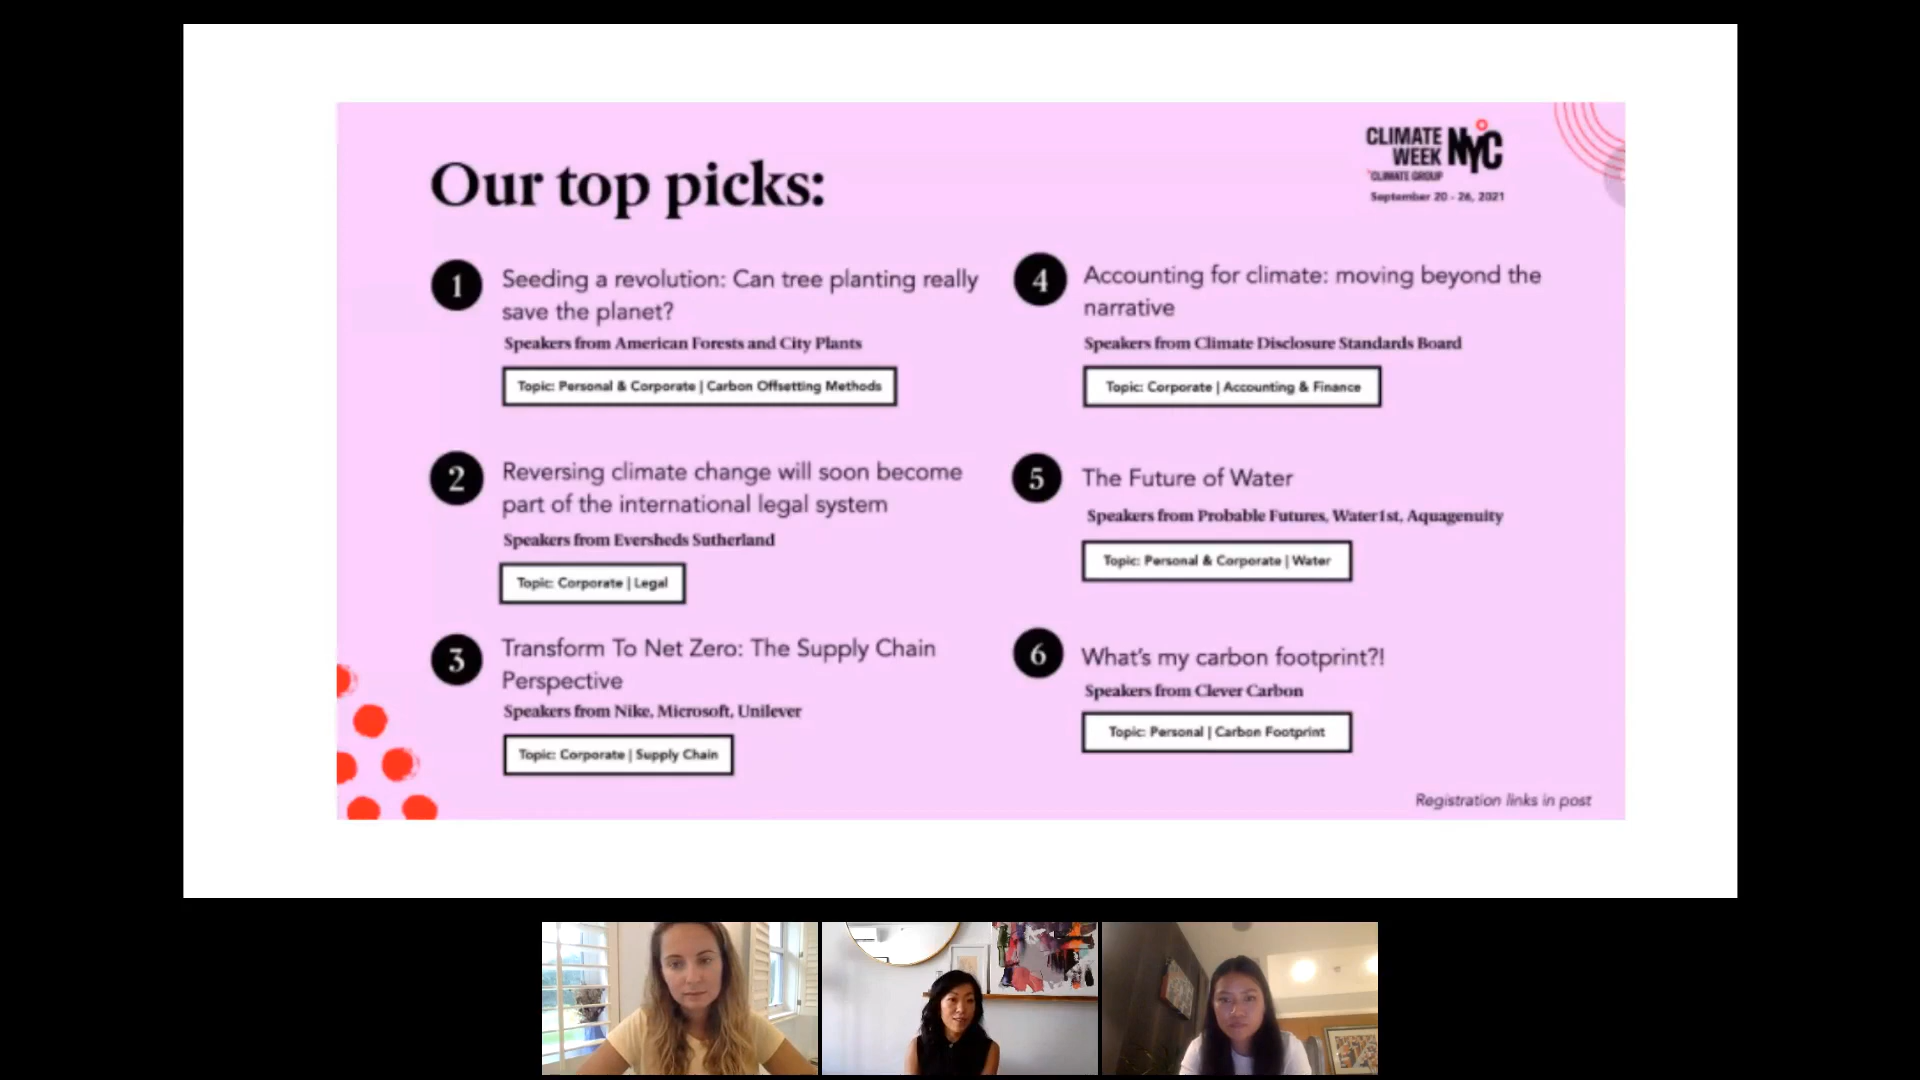 Our top picks:
CLIMATE
WEEK NYC
CLIMATE GROUP
September 20 - 26, 2021
1
Seeding a revolution: Can tree planting really
save the planet?
Speakers from American Forests and City Plants
Topic: Personal & Corporate | Carbon Offsetting Methods
2
Reversing climate change will soon become
part of the international legal system
Speakers from Eversheds Sutherland
Topic: Corporate | Legal
3
Transform To Net Zero: The Supply Chain
Perspective
Speakers from Nike, Microsoft, Unilever
Topic: Corporate | Supply Chain
4
Accounting for climate: moving beyond the
narrative
Speakers from Climate Disclosure Standards Board
Topic: Corporate | Accounting & Finance
5
The Future of Water
Speakers from Probable Futures, Water1st, Aquagenuity
Topic: Personal & Corporate | Water
6
What's my carbon footprint?!
Speakers from Clever Carbon
Topic: Personal | Carbon Footprint
Registration links in post